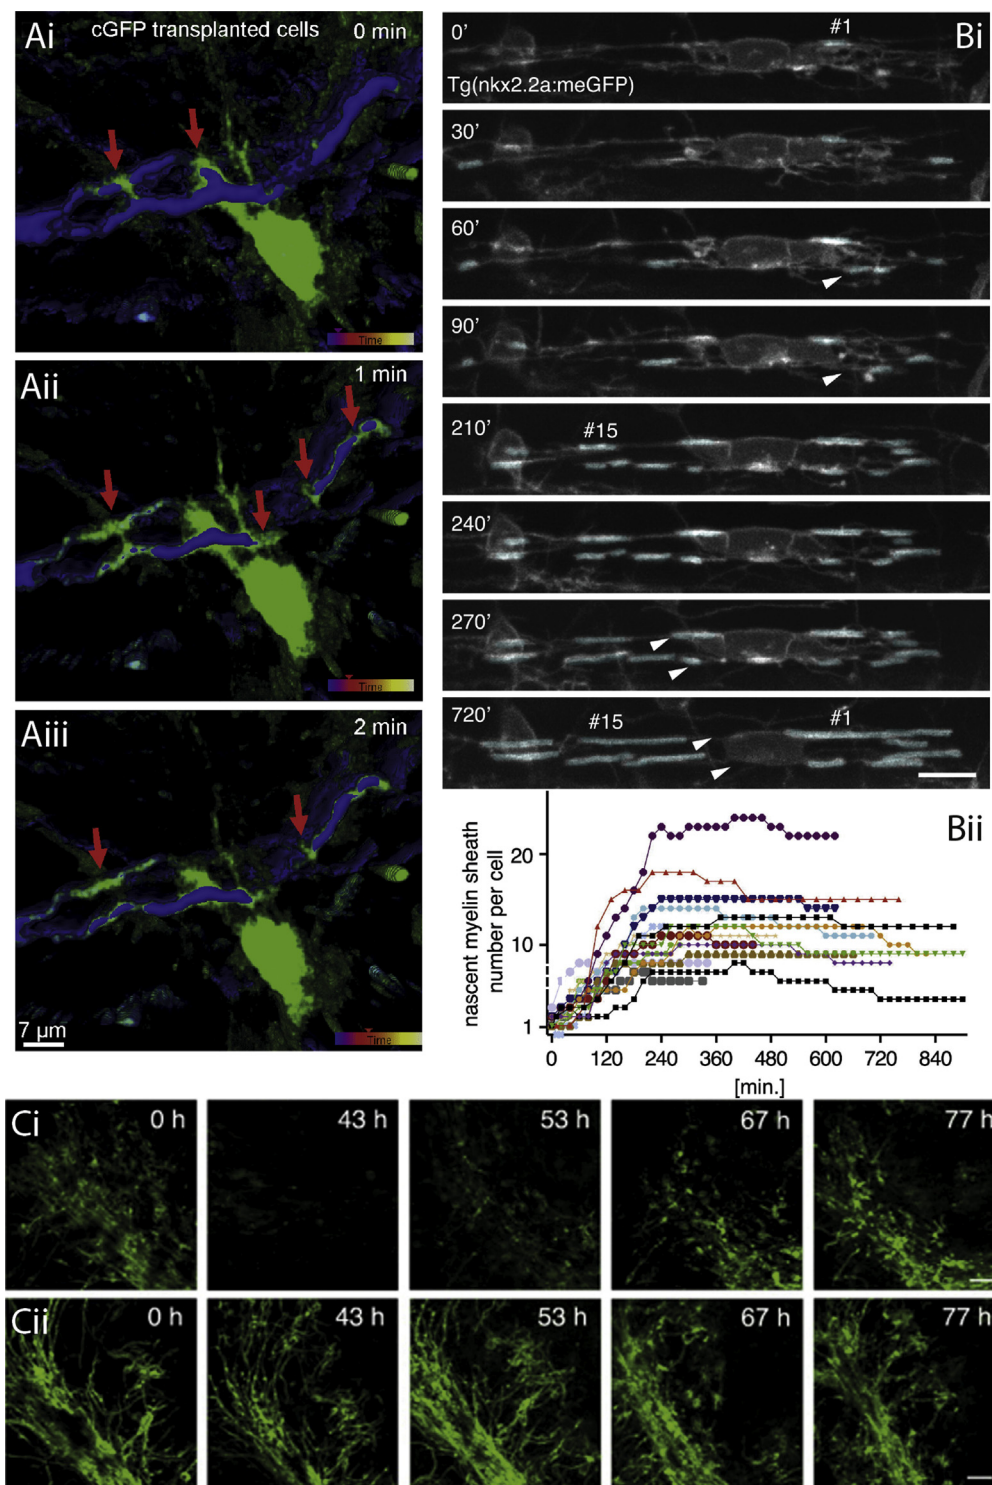 Ai
cGFP transplanted cells
0 min
Time
Aii
1 min
Time
Aiii
2 min
7 µm
Time
Bi
0'
#1
Tg(nkx2.2a:meGFP)
30'
60'
90'
210'
#15
240'
270'
720'
#15
#1
Bii
nascent myelin sheath
number per cell
20
10
1
0 120 240 360 480 600 720 840
[min.]
Ci
0 h
43 h
53 h
67 h
77 h
Cii
0 h
43 h
53 h
67 h
77 h